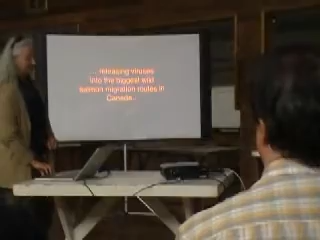 ... releasing viruses
into the biggest wild
salmon migration routes in
Canada..